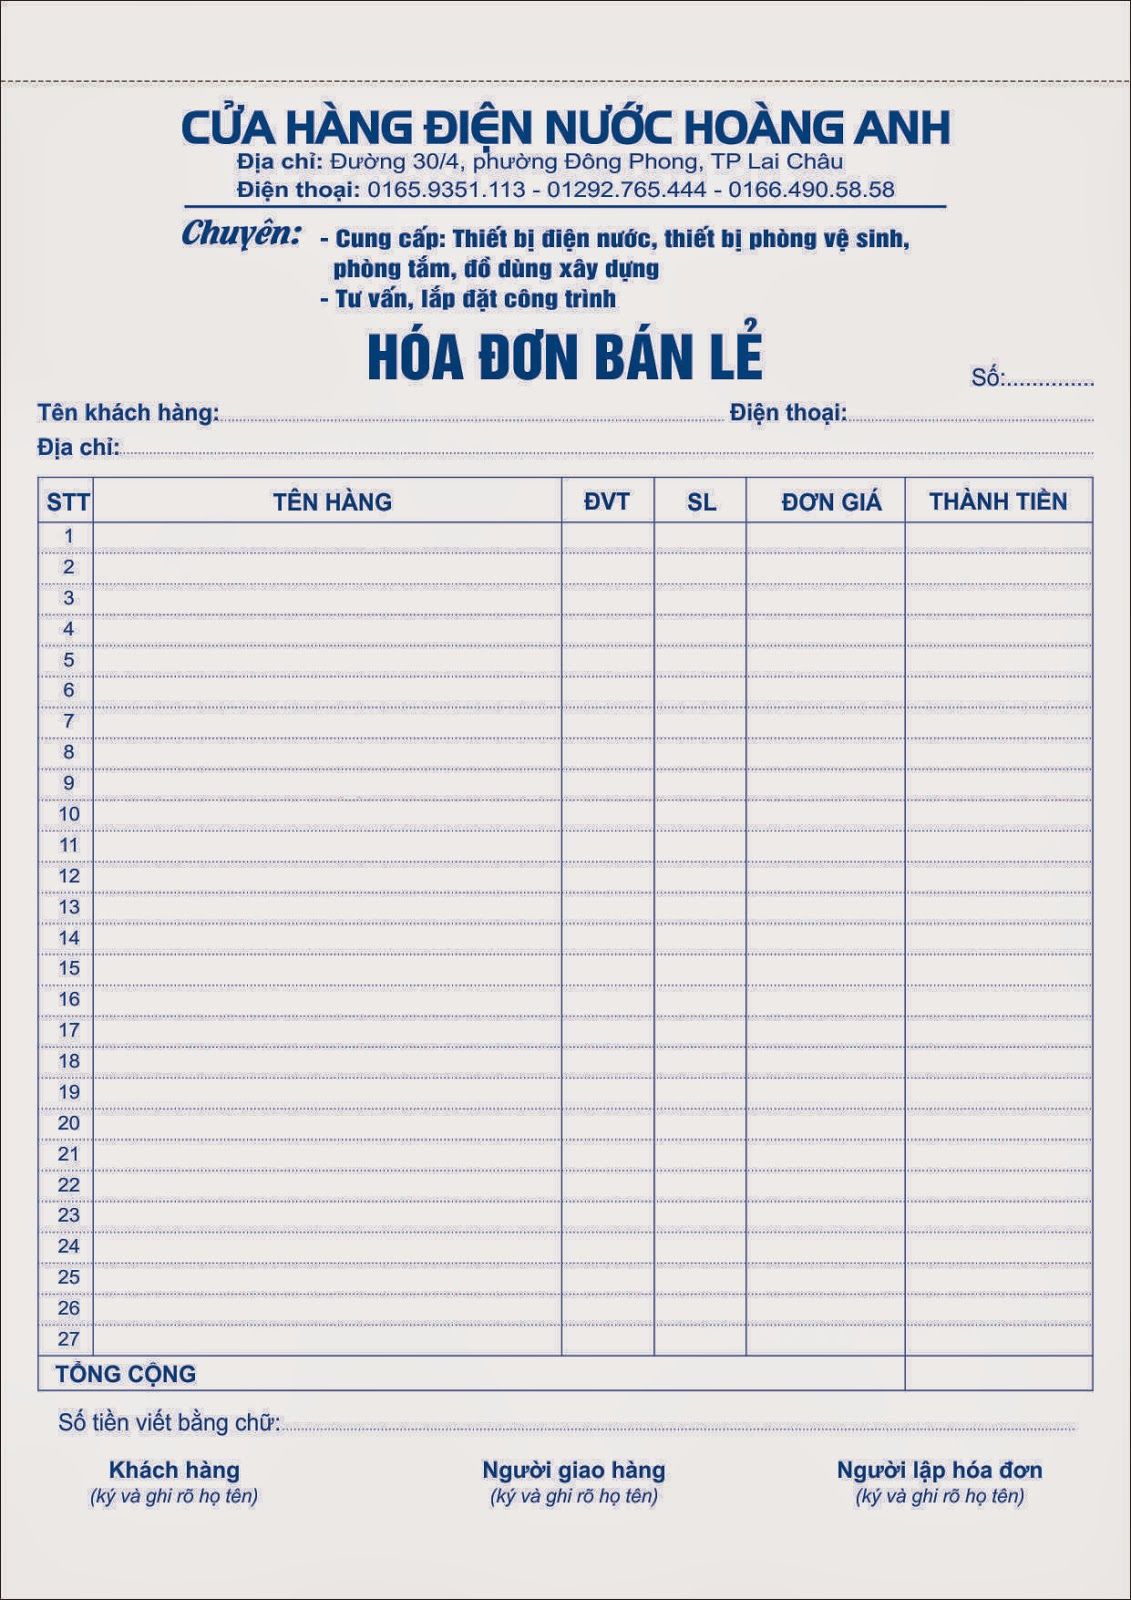 CỬA HÀNG ĐIỆN NƯỚC HOÀNG ANH
Địa chỉ: Đường 30/4, phường Đông Phong, TP Lai Châu
Điện thoại: 0165.9351.113 - 01292.765.444 - 0166.490.58.58
Chuyên: - Cung cấp: Thiết bị điện nước, thiết bị phòng vệ sinh,
phòng tắm, đồ dùng xây dựng
- Tư vấn, lắp đặt công trình
HÓA ĐƠN BÁN LẺ
Số:..............
Tên khách hàng: Điện thoại:
Địa chỉ:
STT TÊN HÀNG ĐVT SL ĐƠN GIÁ THÀNH TIỀN
1
2
3
4
5
6
7
8
9
10
11
12
13
14
15
16
17
18
19
20
21
22
23
24
25
26
27
TỔNG CỘNG
Số tiền viết bằng chữ:
Khách hàng Người giao hàng Người lập hóa đơn
(ký và ghi rõ họ tên) (ký và ghi rõ họ tên) (ký và ghi rõ họ tên)